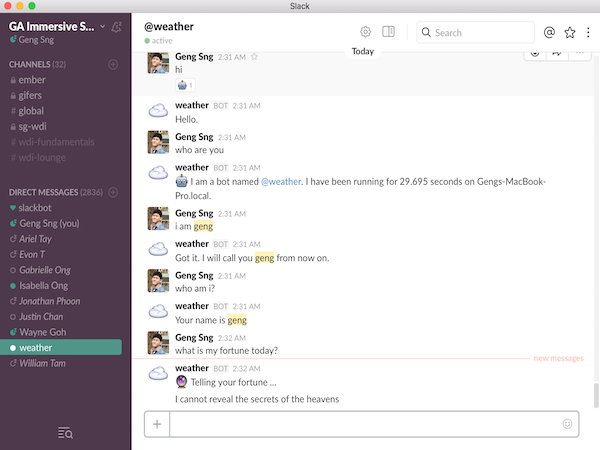 Slack
GA Immersive S...
Geng Sng
CHANNELS (32)
ember
gifers
# global
sg-wdi
# wdi-fundamentals
# wdi-lounge
DIRECT MESSAGES (2836)
slackbot
Geng Sng (you)
Ariel Tay
Evon T
Gabrielle Ong
Isabella Ong
Jonathan Phoon
Justin Chan
Wayne Goh
weather
William Tam
@weather
active
Search
Today
Geng Sng 2:31 AM
hi
1
weather BOT 2:31 AM
Hello.
Geng Sng 2:31 AM
who are you
weather BOT 2:31 AM
I am a bot named @weather. I have been running for 29.695 seconds on Gengs-MacBook-
Pro.local.
Geng Sng 2:31 AM
i am geng
weather BOT 2:31 AM
Got it. I will call you geng from now on.
Geng Sng 2:31 AM
who am i?
weather BOT 2:31 AM
Your name is geng
Geng Sng 2:32 AM
what is my fortune today?
new messages
weather BOT 2:32 AM
Telling your fortune ...
I cannot reveal the secrets of the heavens